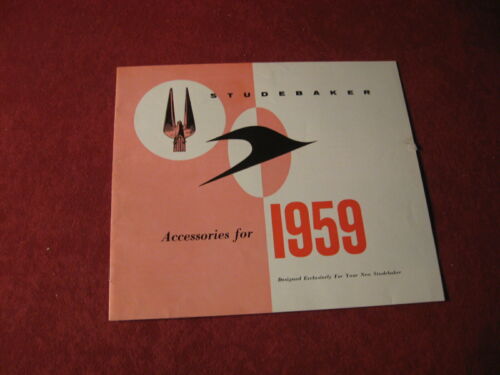 STUDEBAKER
Accessories for 1959
Designed Exclusively For Your New Studebaker